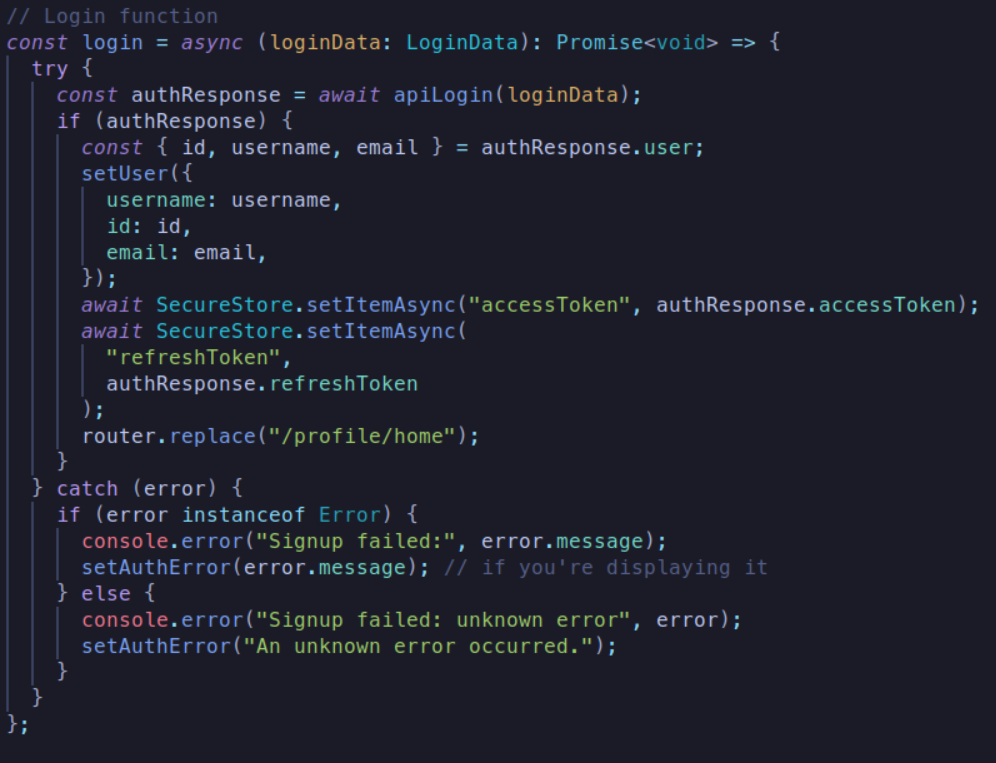 // Login function
const login = async (loginData: LoginData): Promise<void> => {
  try {
    const authResponse = await apiLogin(loginData);
    if (authResponse) {
      const { id, username, email } = authResponse.user;
      setUser({
        username: username,
        id: id,
        email: email,
      });
      await SecureStore.setItemAsync("accessToken", authResponse.accessToken);
      await SecureStore.setItemAsync(
        "refreshToken",
        authResponse.refreshToken
      );
      router.replace("/profile/home");
    }
  } catch (error) {
    if (error instanceof Error) {
      console.error("Signup failed:", error.message);
      setAuthError(error.message); // if you're displaying it
    } else {
      console.error("Signup failed: unknown error", error);
      setAuthError("An unknown error occurred.");
    }
  }
};